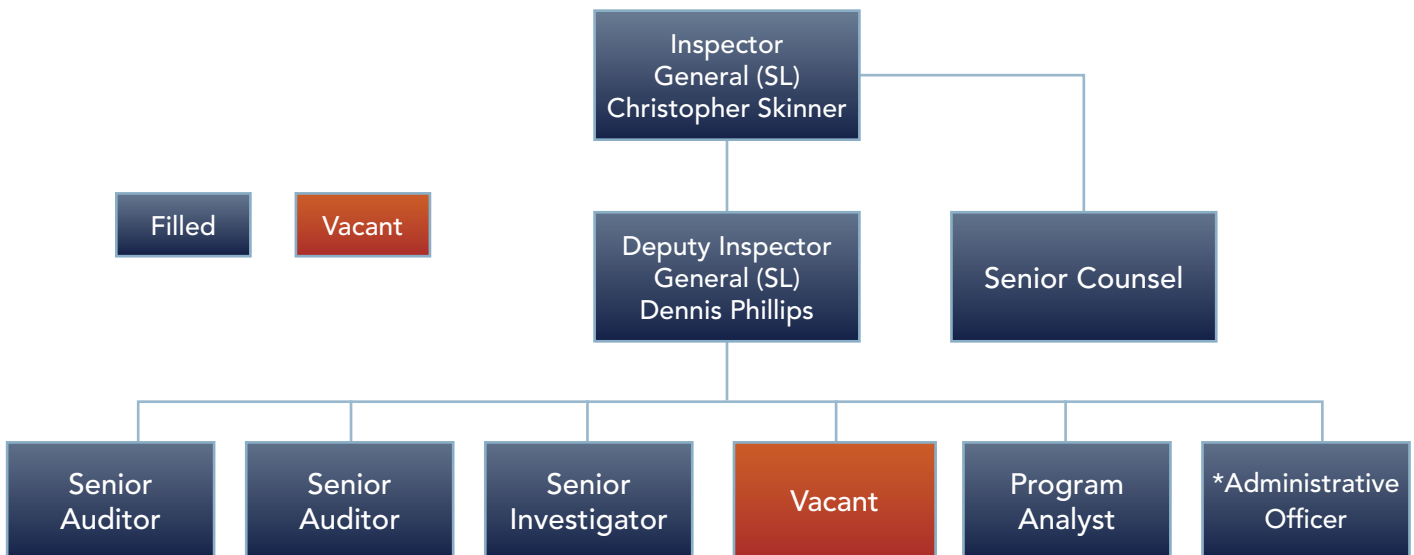 Inspector
General (SL)
Christopher Skinner
Filled
Vacant
Deputy Inspector
General (SL)
Dennis Phillips
Senior Counsel
Senior
Auditor
Senior
Auditor
Senior
Investigator
Vacant
Program
Analyst
*Administrative
Officer